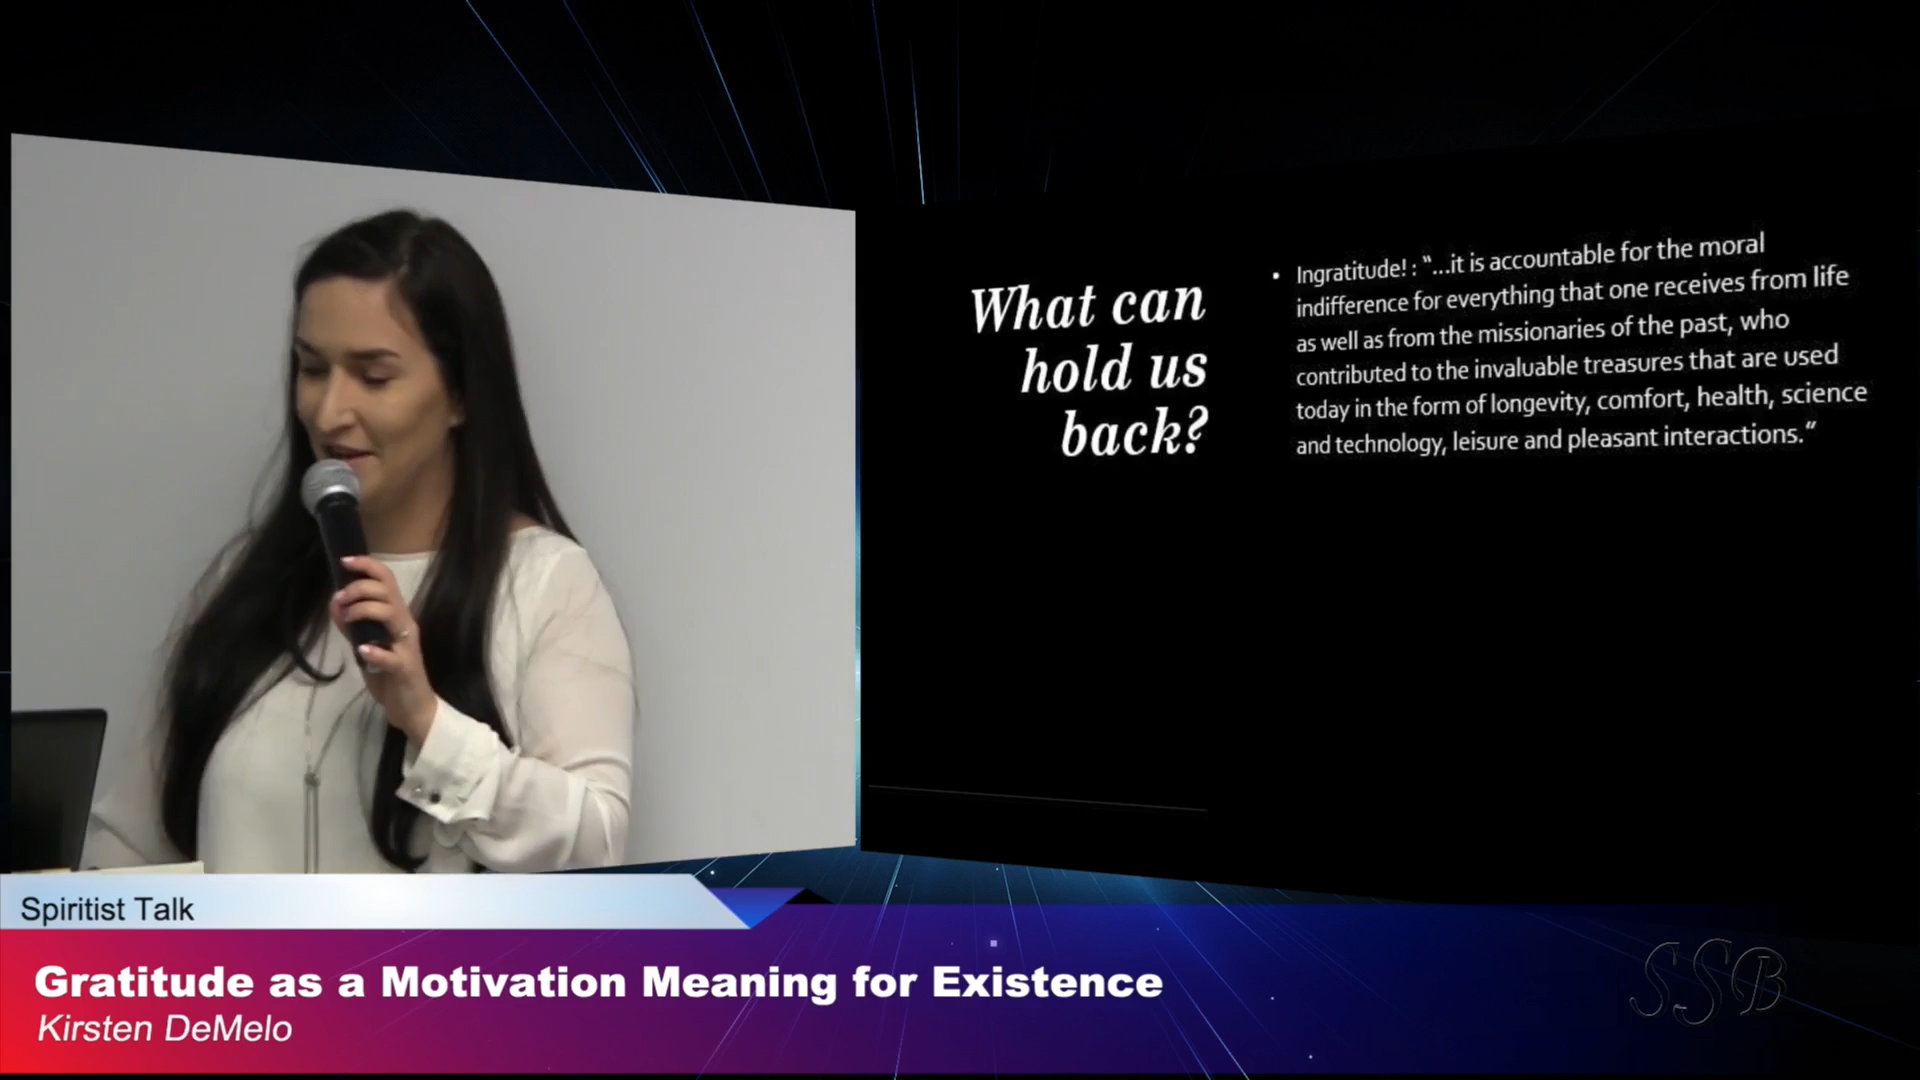 What can
hold us
back?
• Ingratitude! : “...it is accountable for the moral
indifference for everything that one receives from life
as well as from the missionaries of the past, who
contributed to the invaluable treasures that are used
today in the form of longevity, comfort, health, science
and technology, leisure and pleasant interactions.“
Spiritist Talk
Gratitude as a Motivation Meaning for Existence
Kirsten DeMelo
SSB